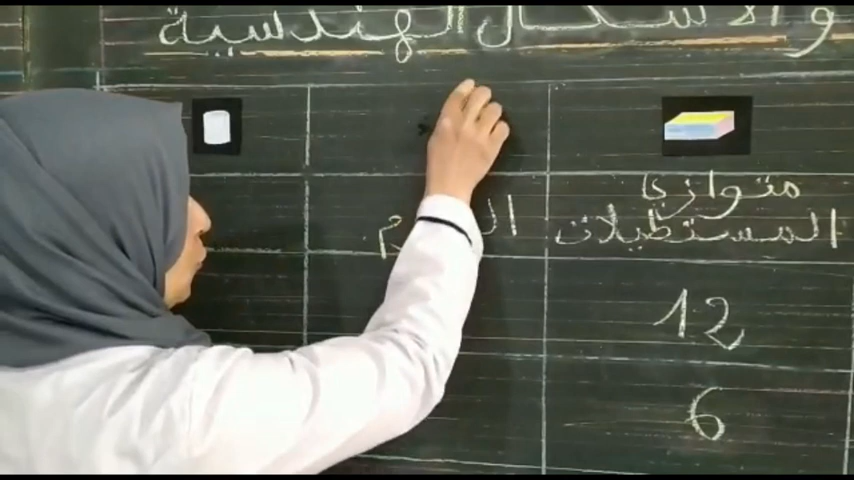 والأشكال الهندسية
متوازي
المستطيلات
12
6